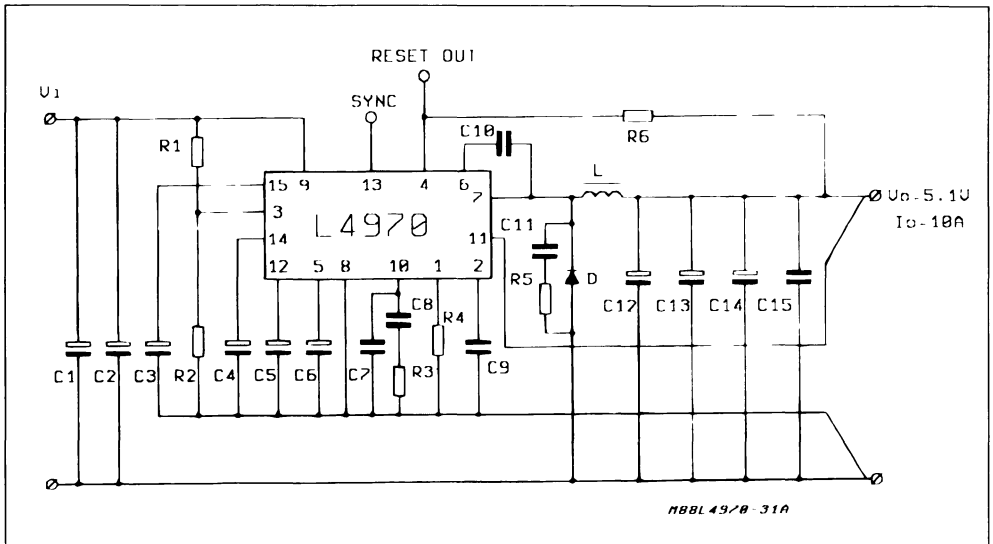 RESET OUT
Vi
SYNC
C10
R6
R1
15 9 13 4 6
7
L
3
L4970
C11
Vo-5.1V
14
11
Io-10A
12 5 8 10 1 2
R5
D
C8
R4
C12 C13 C14 C15
C1 C2 C3 R2 C4 C5 C6 C7 R3 C9
M88L4970-31A